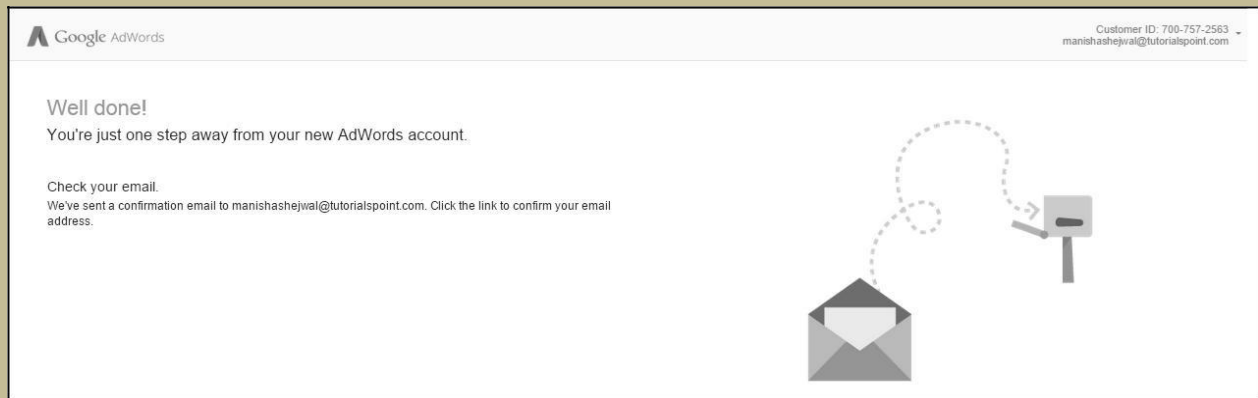 Google AdWords
Customer ID: 700-757-2563
manishashejwal@tutorialspoint.com
Well done!
You're just one step away from your new AdWords account.
Check your email.
We've sent a confirmation email to manishashejwal@tutorialspoint.com. Click the link to confirm your email
address.